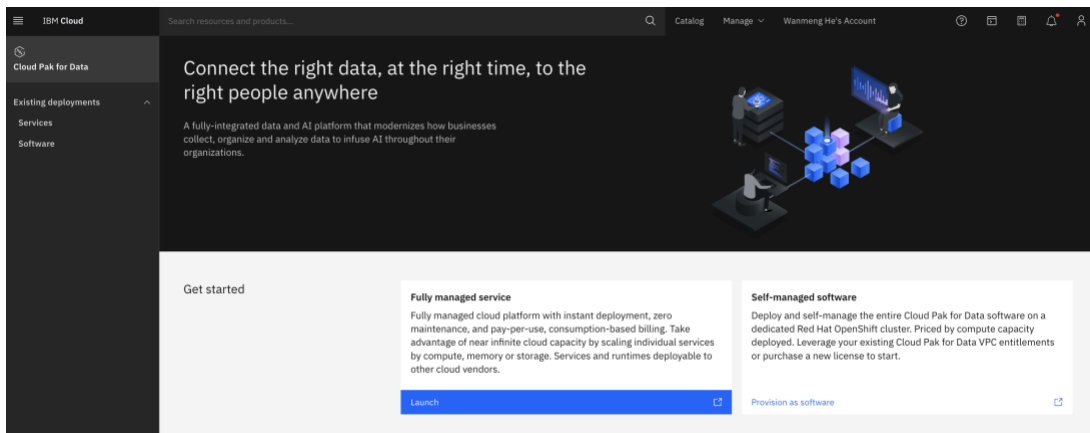 IBM Cloud
Search resources and products...
Catalog
Manage
Wanmeng He's Account
Cloud Pak for Data
Existing deployments
Services
Software
Connect the right data, at the right time, to the
right people anywhere
A fully-integrated data and AI platform that modernizes how businesses
collect, organize and analyze data to infuse AI throughout their
organizations.
Get started
Fully managed service
Fully managed cloud platform with instant deployment, zero
maintenance, and pay-per-use, consumption-based billing. Take
advantage of near infinite cloud capacity by scaling individual services
by compute, memory or storage. Services and runtimes deployable to
other cloud vendors.
Launch
Self-managed software
Deploy and self-manage the entire Cloud Pak for Data software on a
dedicated Red Hat OpenShift cluster. Priced by compute capacity
deployed. Leverage your existing Cloud Pak for Data VPC entitlements
or purchase a new license to start.
Provision as software